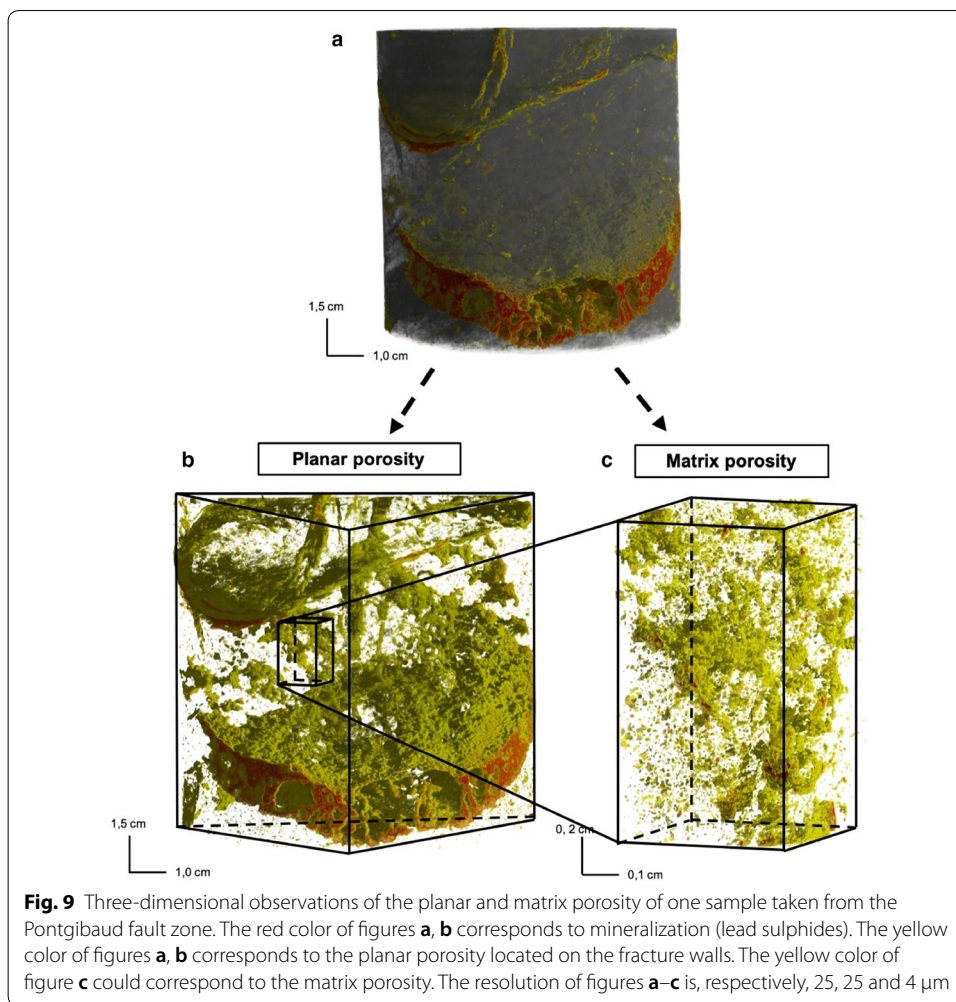 a
1,5 cm
1,0 cm
b
Planar porosity
c
Matrix porosity
1,5 cm
1,0 cm
0, 2 cm
0,1 cm
Fig. 9 Three-dimensional observations of the planar and matrix porosity of one sample taken from the
Pontgibaud fault zone. The red color of figures a, b corresponds to mineralization (lead sulphides). The yellow
color of figures a, b corresponds to the planar porosity located on the fracture walls. The yellow color of
figure c could correspond to the matrix porosity. The resolution of figures a–c is, respectively, 25, 25 and 4 µm